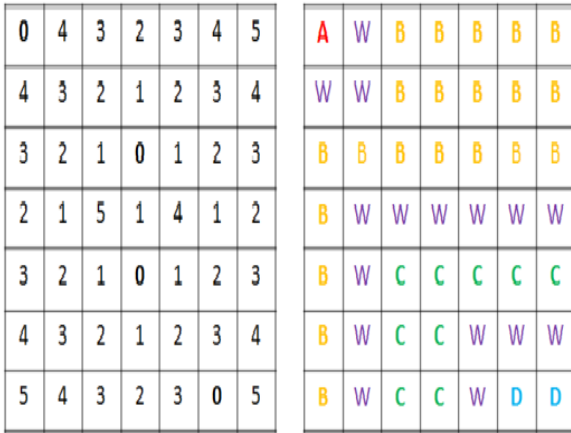 0 4 3 2 3 4 5 A W B B B B B
4 3 2 1 2 3 4 W W B B B B B
3 2 1 0 1 2 3 B B B B B B B
2 1 5 1 4 1 2 B W W W W W W
3 2 1 0 1 2 3 B W C C C C C
4 3 2 1 2 3 4 B W C C W W W
5 4 3 2 3 0 5 B W C C W D D